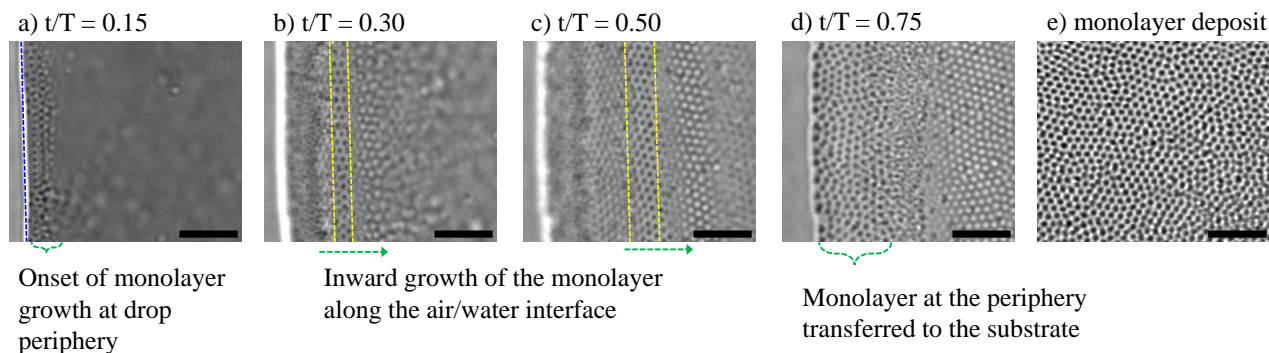 a) t/T = 0.15
b) t/T = 0.30
c) t/T = 0.50
d) t/T = 0.75
e) monolayer deposit
Onset of monolayer
growth at drop
periphery
Inward growth of the monolayer
along the air/water interface
Monolayer at the periphery
transferred to the substrate